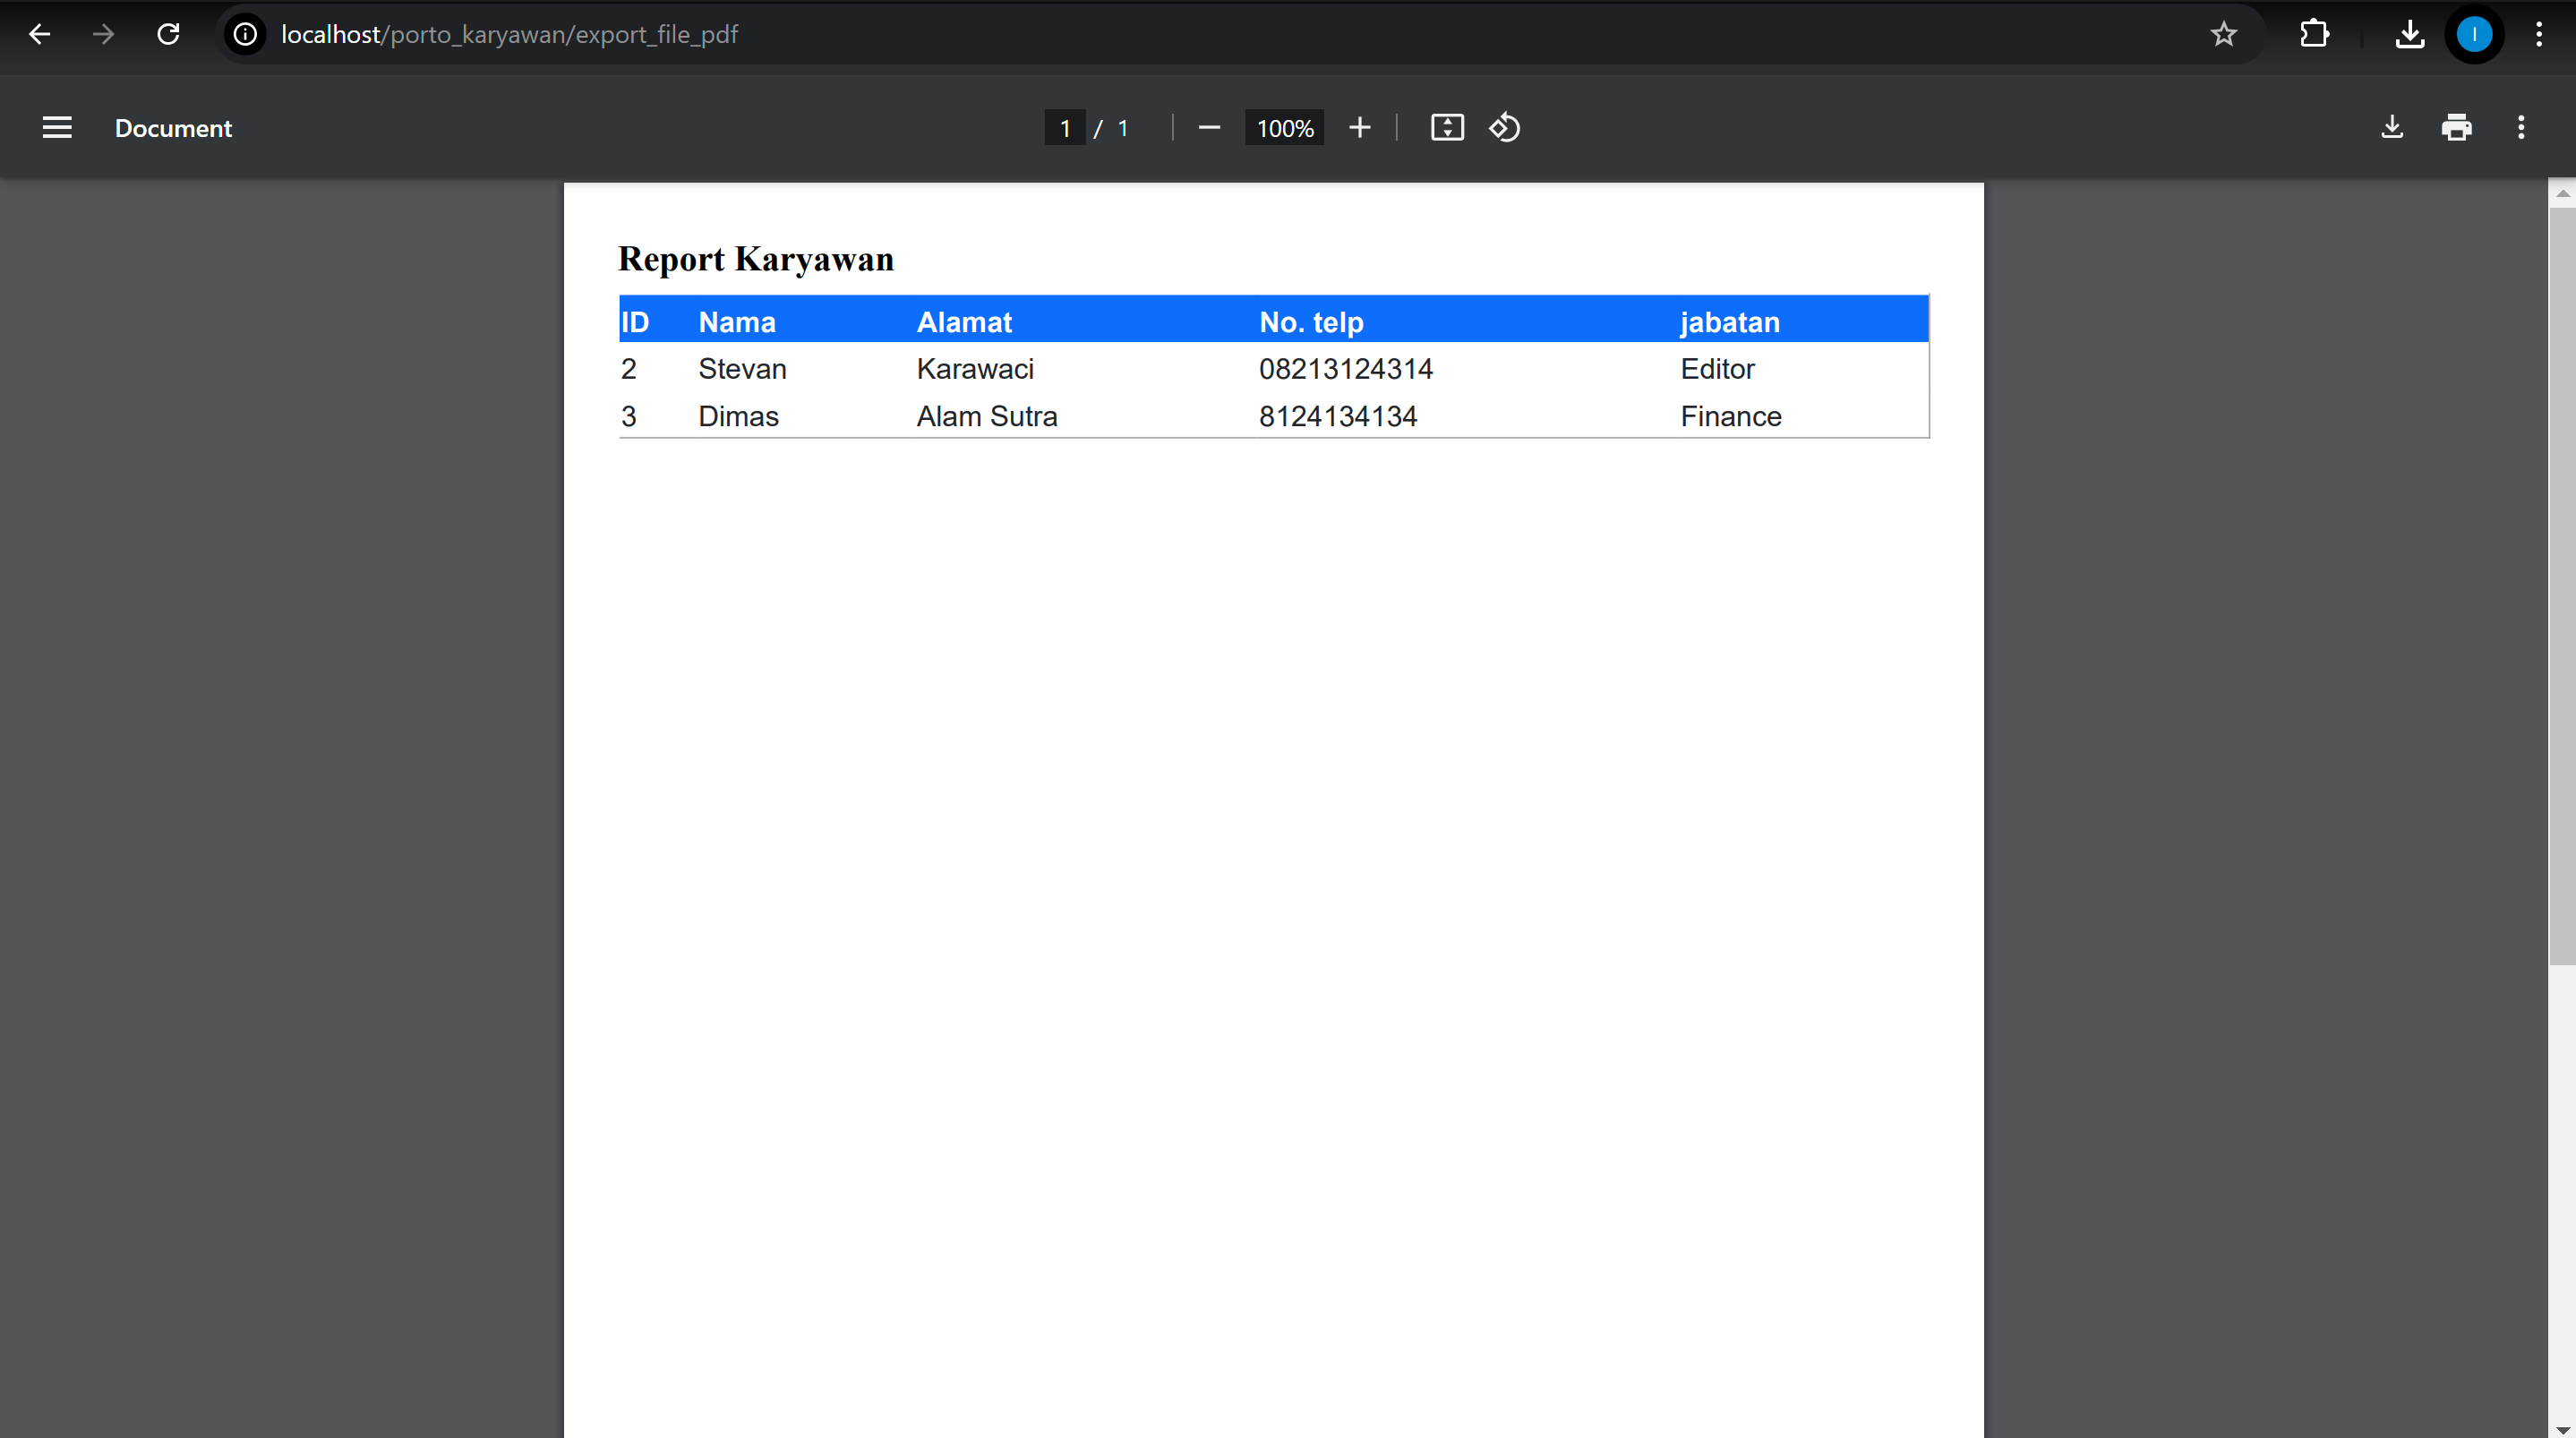 localhost/porto_karyawan/export_file_pdf
I
Document
1 / 1
100%
Report Karyawan
ID Nama Alamat No. telp jabatan
2 Stevan Karawaci 08213124314 Editor
3 Dimas Alam Sutra 8124134134 Finance